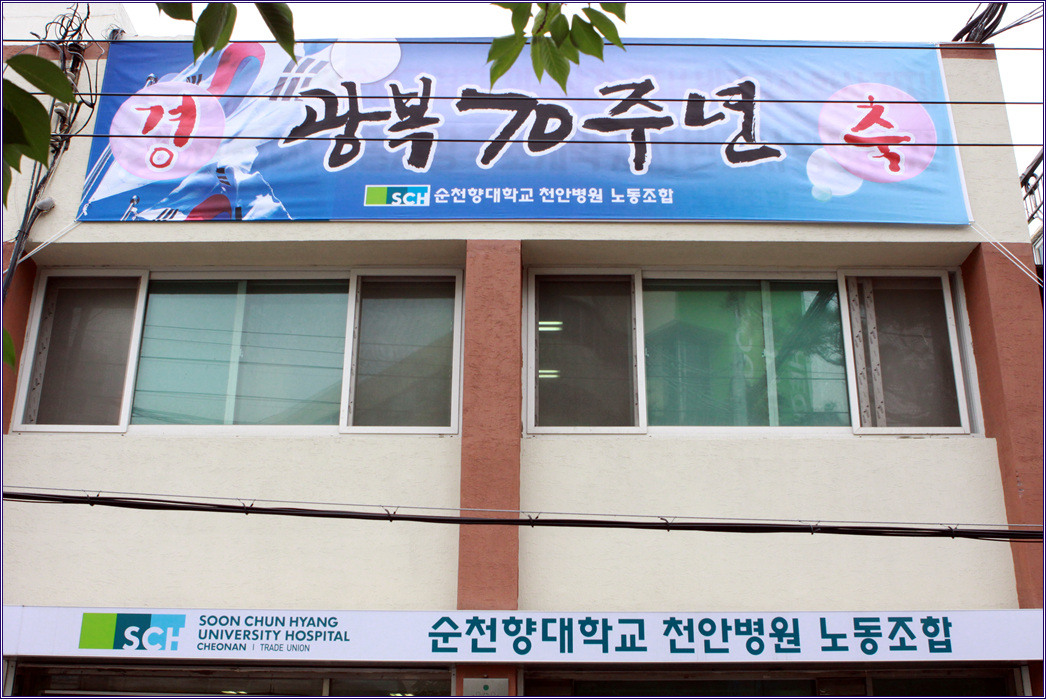 경 광복 70주년 축
SCH 순천향대학교 천안병원 노동조합
SCH
SOON CHUN HYANG
UNIVERSITY HOSPITAL
CHEONAN | TRADE UNION
순천향대학교 천안병원 노동조합